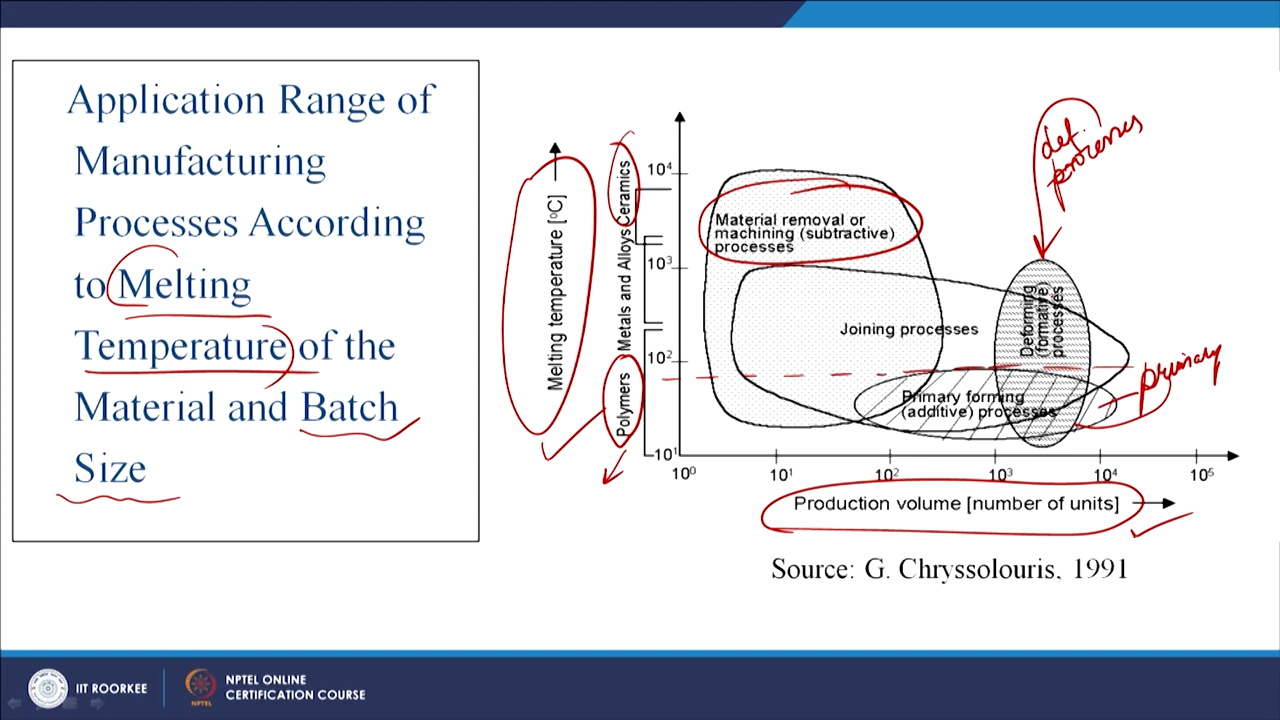 Application Range of
Manufacturing
Processes According
to Melting
Temperature of the
Material and Batch
Size
Melting temperature [°C]
Polymers
Metals and Alloys
Ceramics
10⁴
10³
10²
10¹
Material removal or
machining (subtractive)
processes
Joining processes
Deforming
(formative)
processes
Primary forming
(additive) processes
def.
processes
primary
10⁰
10¹
10²
10³
10⁴
10⁵
Production volume [number of units]
Source: G. Chryssolouris, 1991
IIT ROORKEE
NPTEL
NPTEL ONLINE
CERTIFICATION COURSE